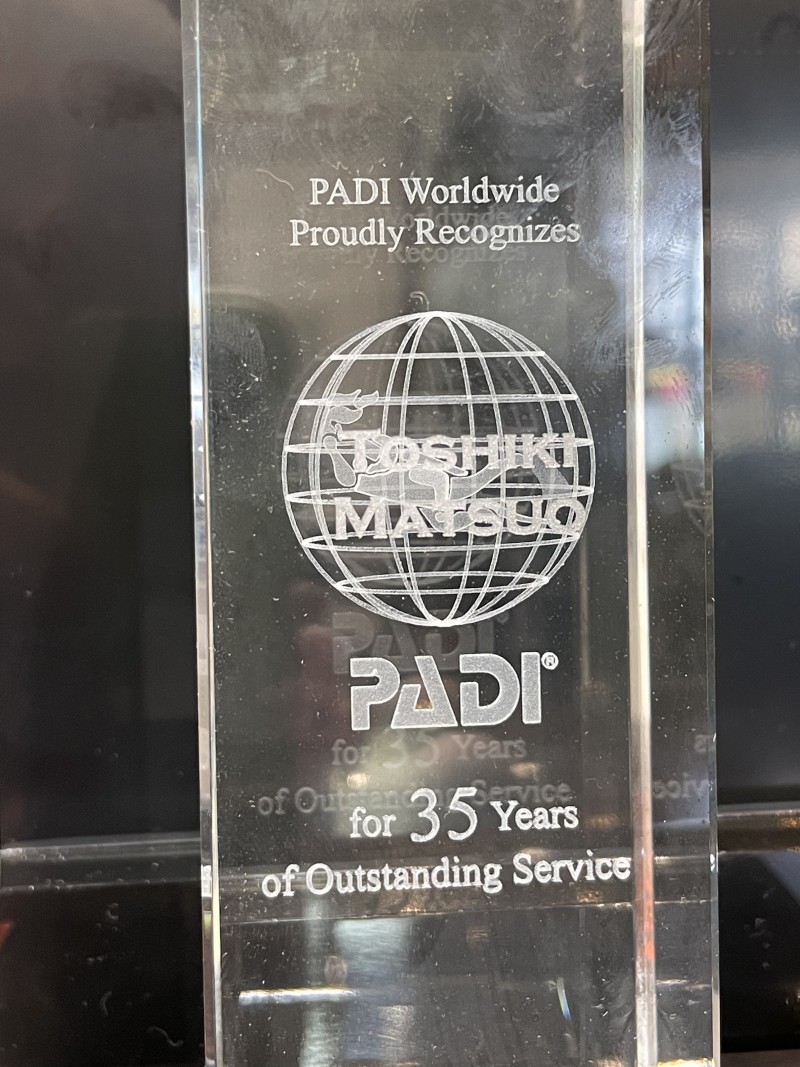 PADI Worldwide
Proudly Recognizes
TOSHIKI
MATSUO
PADI®
for 35 Years
of Outstanding Service